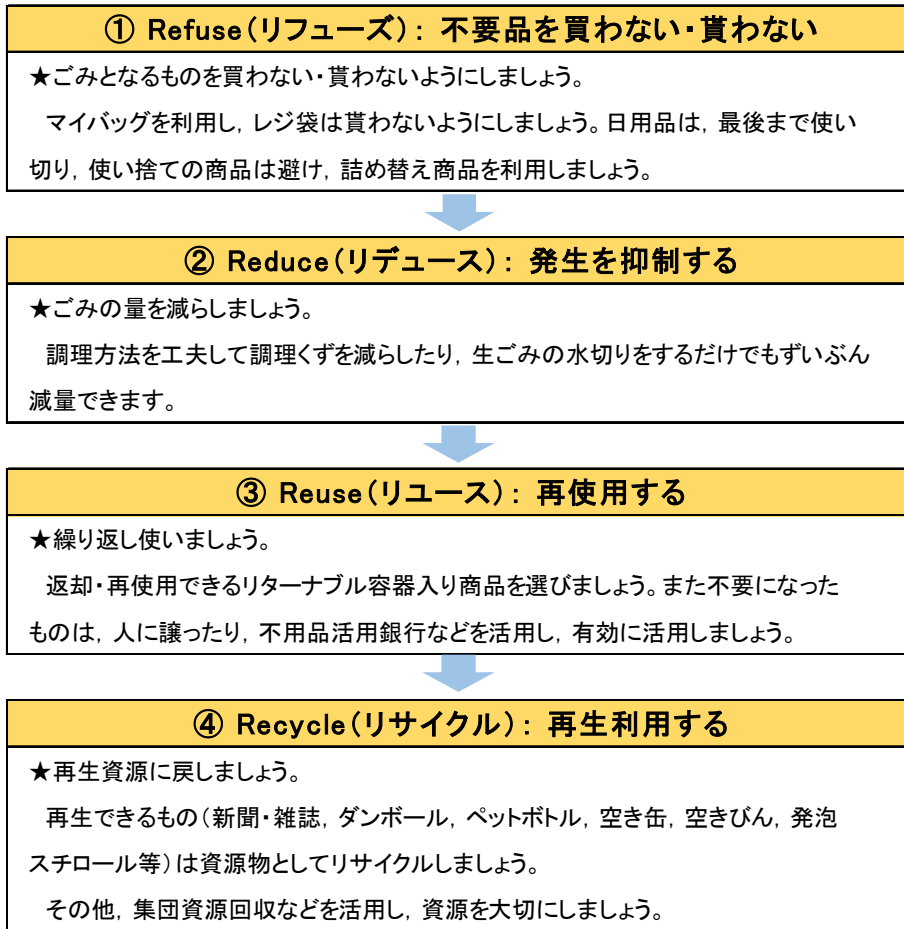 ① Refuse(リフューズ): 不要品を買わない・貰わない
★ごみとなるものを買わない・貰わないようにしましょう。
マイバッグを利用し, レジ袋は貰わないようにしましょう。日用品は, 最後まで使い
切り, 使い捨ての商品は避け, 詰め替え商品を利用しましょう。
② Reduce(リデュース): 発生を抑制する
★ごみの量を減らしましょう。
調理方法を工夫して調理くずを減らしたり, 生ごみの水切りをするだけでもずいぶん
減量できます。
③ Reuse(リユース): 再使用する
★繰り返し使いましょう。
返却・再使用できるリターナブル容器入り商品を選びましょう。また不要になった
ものは, 人に譲ったり, 不用品活用銀行などを活用し, 有効に活用しましょう。
④ Recycle(リサイクル): 再生利用する
★再生資源に戻しましょう。
再生できるもの(新聞・雑誌, ダンボール, ペットボトル, 空き缶, 空きびん, 発泡
スチロール等)は資源物としてリサイクルしましょう。
その他, 集団資源回収などを活用し, 資源を大切にしましょう。